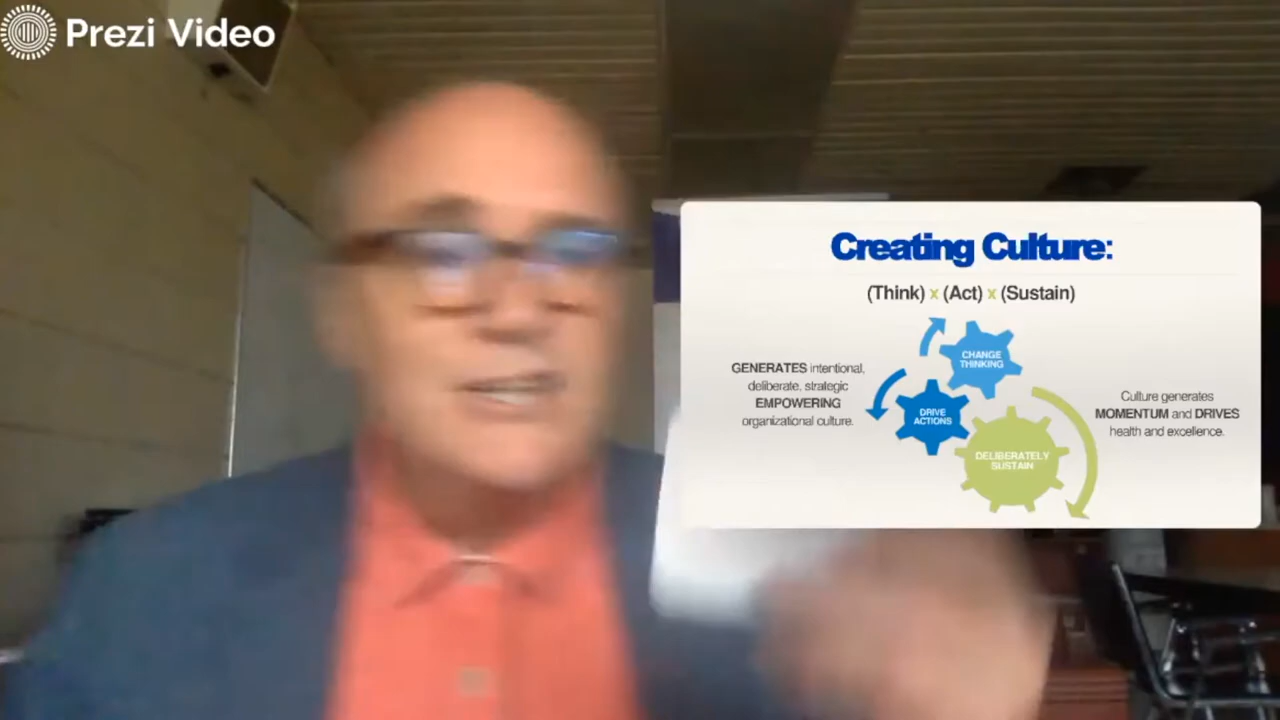 Prezi Video
Creating Culture:
(Think) x (Act) x (Sustain)
CHANGE
THINKING
GENERATES intentional,
deliberate, strategic
EMPOWERING
organizational culture.
DRIVE
ACTIONS
Culture generates
MOMENTUM and DRIVES
health and excellence.
DELIBERATELY
SUSTAIN